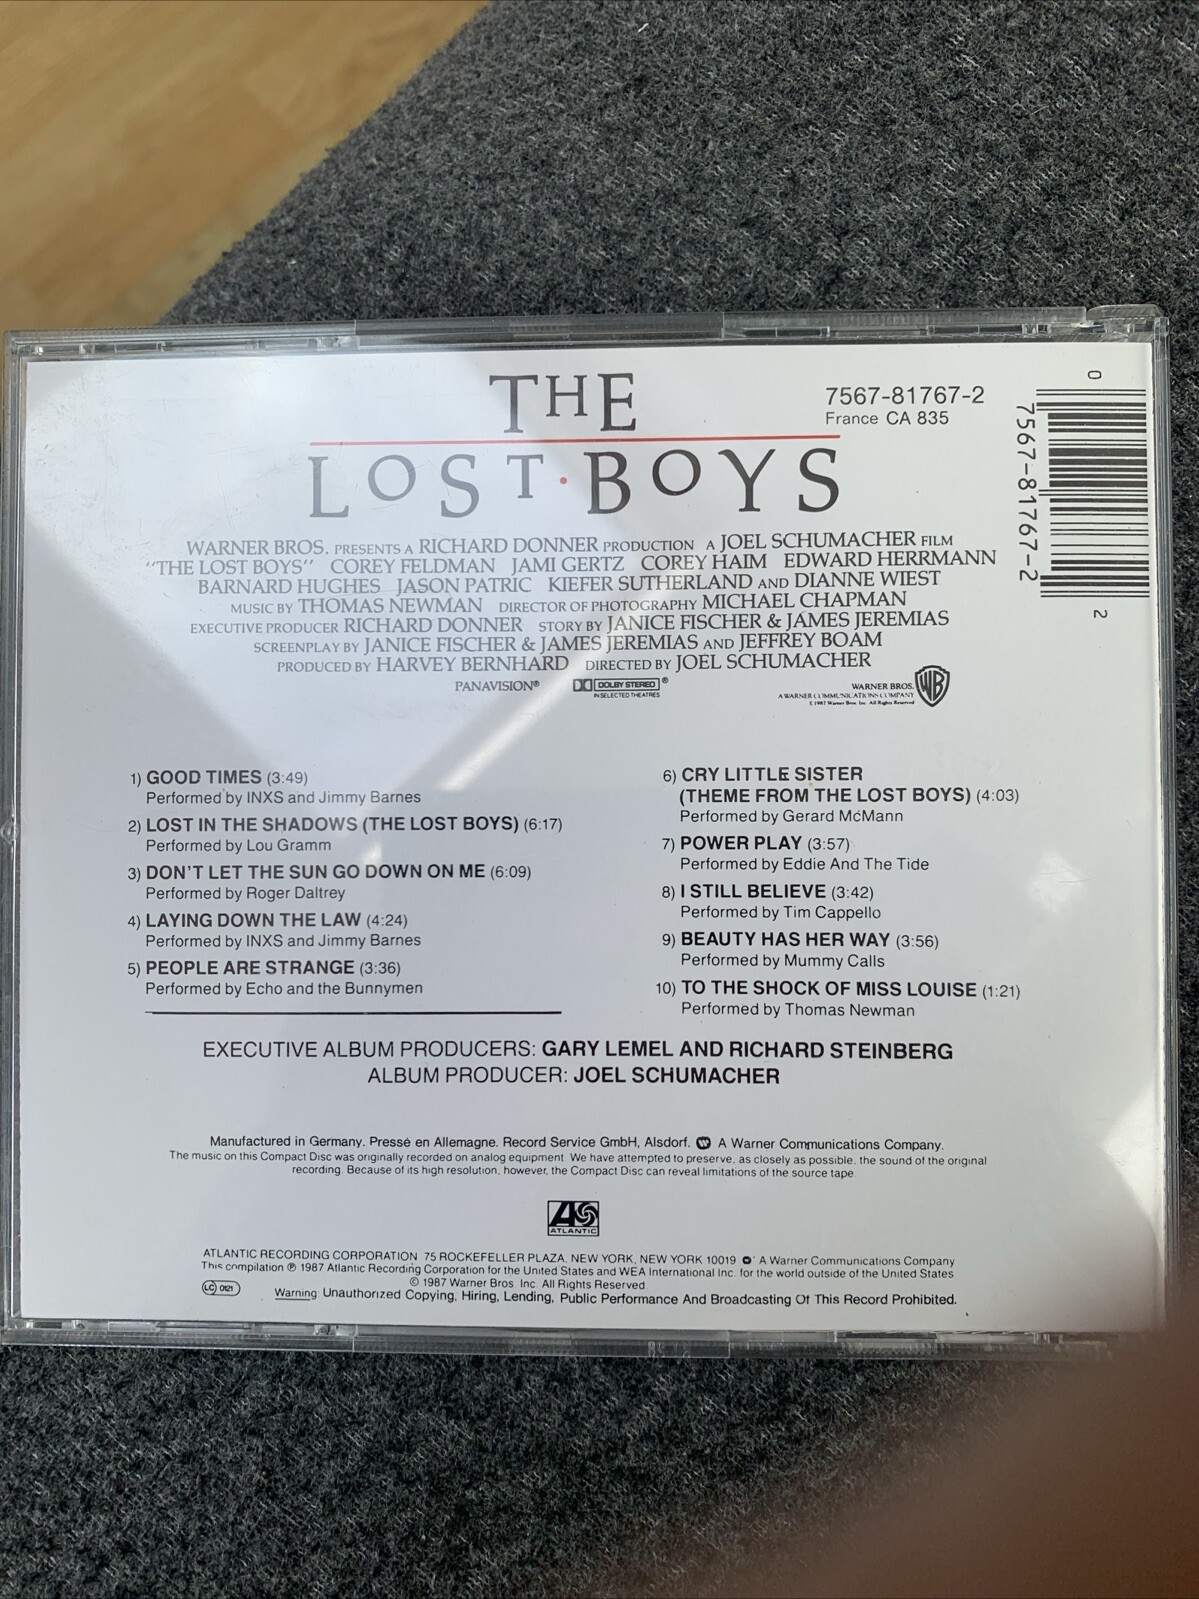 THE
LOST·BOYS
7567-81767-2
France CA 835
0
7567-81767-2
2
WARNER BROS. PRESENTS A RICHARD DONNER PRODUCTION A JOEL SCHUMACHER FILM
"THE LOST BOYS" COREY FELDMAN JAMI GERTZ COREY HAIM EDWARD HERRMANN
BARNARD HUGHES JASON PATRIC KIEFER SUTHERLAND AND DIANNE WIEST
MUSIC BY THOMAS NEWMAN DIRECTOR OF PHOTOGRAPHY MICHAEL CHAPMAN
EXECUTIVE PRODUCER RICHARD DONNER STORY BY JANICE FISCHER & JAMES JEREMIAS
SCREENPLAY BY JANICE FISCHER & JAMES JEREMIAS AND JEFFREY BOAM
PRODUCED BY HARVEY BERNHARD DIRECTED BY JOEL SCHUMACHER
PANAVISION®
DOLBY STEREO ®
IN SELECTED THEATRES
WARNER BROS.
A WARNER COMMUNICATIONS COMPANY
© 1987 Warner Bros. Inc. All Rights Reserved
WB
1) GOOD TIMES (3:49)
Performed by INXS and Jimmy Barnes
2) LOST IN THE SHADOWS (THE LOST BOYS) (6:17)
Performed by Lou Gramm
3) DON'T LET THE SUN GO DOWN ON ME (6:09)
Performed by Roger Daltrey
4) LAYING DOWN THE LAW (4:24)
Performed by INXS and Jimmy Barnes
5) PEOPLE ARE STRANGE (3:36)
Performed by Echo and the Bunnymen
6) CRY LITTLE SISTER
(THEME FROM THE LOST BOYS) (4:03)
Performed by Gerard McMann
7) POWER PLAY (3:57)
Performed by Eddie And The Tide
8) I STILL BELIEVE (3:42)
Performed by Tim Cappello
9) BEAUTY HAS HER WAY (3:56)
Performed by Mummy Calls
10) TO THE SHOCK OF MISS LOUISE (1:21)
Performed by Thomas Newman
EXECUTIVE ALBUM PRODUCERS: GARY LEMEL AND RICHARD STEINBERG
ALBUM PRODUCER: JOEL SCHUMACHER
Manufactured in Germany. Pressé en Allemagne. Record Service GmbH, Alsdorf. A Warner Communications Company.
The music on this Compact Disc was originally recorded on analog equipment. We have attempted to preserve, as closely as possible, the sound of the original
recording. Because of its high resolution, however, the Compact Disc can reveal limitations of the source tape.
ATLANTIC
ATLANTIC RECORDING CORPORATION 75 ROCKEFELLER PLAZA, NEW YORK, NEW YORK 10019 A Warner Communications Company
This compilation ℗ 1987 Atlantic Recording Corporation for the United States and WEA International Inc. for the world outside of the United States
© 1987 Warner Bros. Inc. All Rights Reserved
LC 0121
Warning: Unauthorized Copying, Hiring, Lending, Public Performance And Broadcasting Of This Record Prohibited.